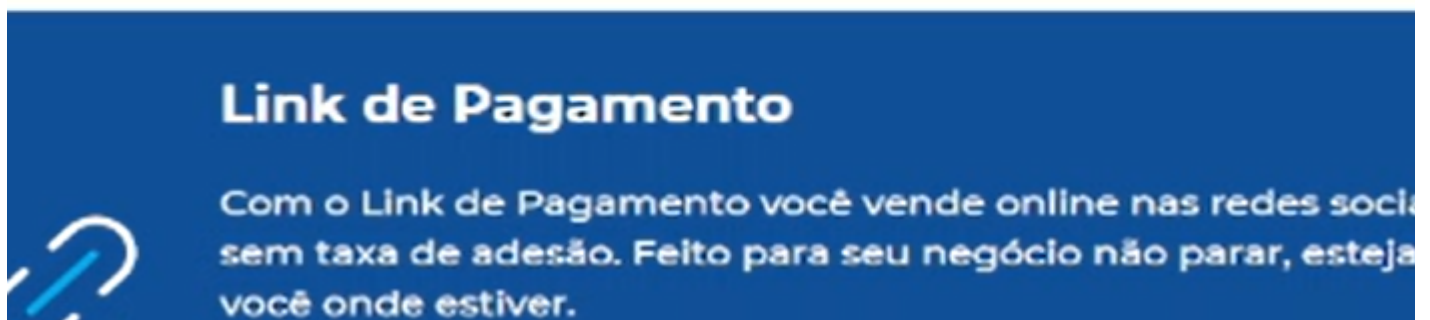 Link de Pagamento
Com o Link de Pagamento você vende online nas redes
sem taxa de adesão. Feito para seu negócio não parar, esteja
você onde estiver.